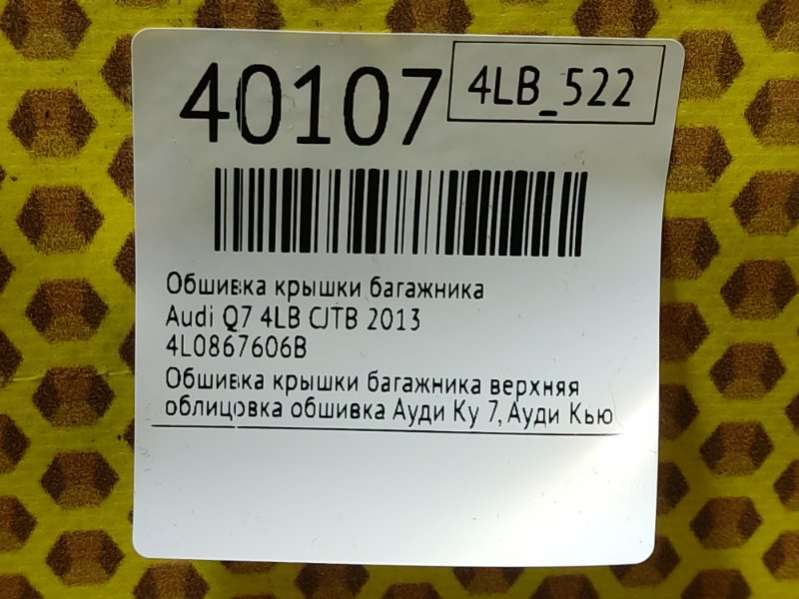 40107
4LB_522
Обшивка крышки багажника
Audi Q7 4LB CJTB 2013
4L0867606B
Обшивка крышки багажника верхняя
облицовка обшивка Ауди Ку 7, Ауди Кью